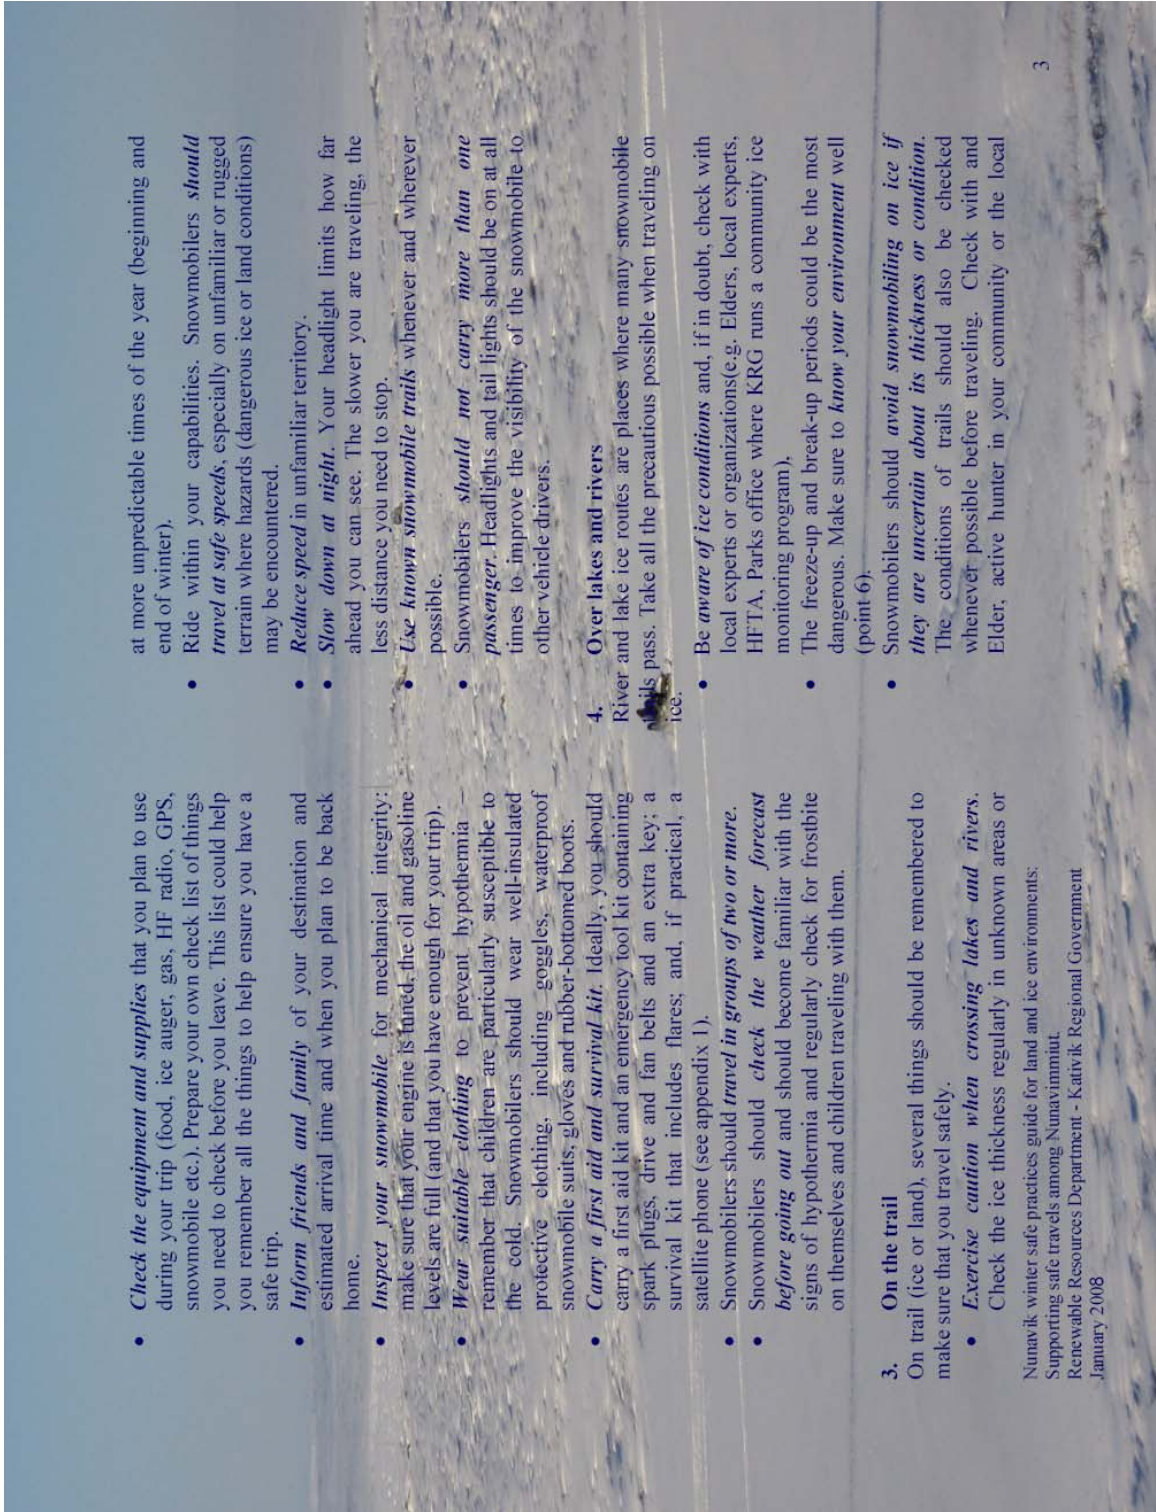 • Check the equipment and supplies that you plan to use
during your trip (food, ice auger, gas, HF radio, GPS,
snowmobile etc.). Prepare your own check list of things
you need to check before you leave. This list could help
you remember all the things to help ensure you have a
safe trip.
• Inform friends and family of your destination and
estimated arrival time and when you plan to be back
home.
• Inspect your snowmobile for mechanical integrity:
make sure that your engine is tuned, the oil and gasoline
levels are full (and that you have enough for your trip).
• Wear suitable clothing to prevent hypothermia –
remember that children are particularly susceptible to
the cold. Snowmobilers should wear well-insulated
protective clothing, including goggles, waterproof
snowmobile suits, gloves and rubber-bottomed boots.
• Carry a first aid and survival kit. Ideally, you should
carry a first aid kit and an emergency tool kit containing
spark plugs, drive and fan belts and an extra key; a
survival kit that includes flares; and, if practical, a
satellite phone (see appendix 1).
• Snowmobilers should travel in groups of two or more.
• Snowmobilers should check the weather forecast
before going out and should become familiar with the
signs of hypothermia and regularly check for frostbite
on themselves and children traveling with them.
3. On the trail
On trail (ice or land), several things should be remembered to
make sure that you travel safely.
• Exercise caution when crossing lakes and rivers.
Check the ice thickness regularly in unknown areas or
at more unpredictable times of the year (beginning and
end of winter).
• Ride within your capabilities. Snowmobilers should
travel at safe speeds, especially on unfamiliar or rugged
terrain where hazards (dangerous ice or land conditions)
may be encountered.
• Reduce speed in unfamiliar territory.
• Slow down at night. Your headlight limits how far
ahead you can see. The slower you are traveling, the
less distance you need to stop.
• Use known snowmobile trails whenever and wherever
possible.
• Snowmobilers should not carry more than one
passenger. Headlights and tail lights should be on at all
times to improve the visibility of the snowmobile to
other vehicle drivers.
4. Over lakes and rivers
River and lake ice routes are places where many snowmobile
trails pass. Take all the precautious possible when traveling on
ice.
• Be aware of ice conditions and, if in doubt, check with
local experts or organizations(e.g. Elders, local experts,
HFTA, Parks office where KRG runs a community ice
monitoring program),
• The freeze-up and break-up periods could be the most
dangerous. Make sure to know your environment well
(point 6).
• Snowmobilers should avoid snowmobiling on ice if
they are uncertain about its thickness or condition.
The conditions of trails should also be checked
whenever possible before traveling. Check with and
Elder, active hunter in your community or the local
Nunavik winter safe practices guide for land and ice environments:
Supporting safe travels among Nunavimmiut.
Renewable Resources Department - Kativik Regional Government
January 2008
3